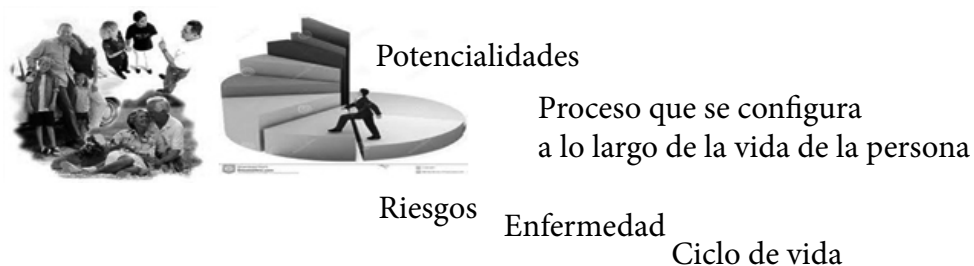 Potencialidades
Proceso que se configura
a lo largo de la vida de la persona
Riesgos
Enfermedad
Ciclo de vida